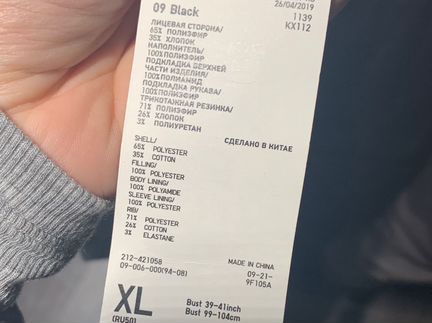 09 Black
26/04/2019
1139
KX112
ЛИЦЕВАЯ СТОРОНА/
65% ПОЛИЭФИР
35% ХЛОПОК
НАПОЛНИТЕЛЬ/
100% ПОЛИЭФИР
ПОДКЛАДКА ВЕРХНЕЙ
ЧАСТИ ИЗДЕЛИЯ/
100% ПОЛИАМИД
ПОДКЛАДКА РУКАВА/
100% ПОЛИЭФИР
ТРИКОТАЖНАЯ РЕЗИНКА/
71% ПОЛИЭФИР
26% ХЛОПОК
3% ПОЛИУРЕТАН
СДЕЛАНО В КИТАЕ
SHELL/
65% POLYESTER
35% COTTON
FILLING/
100% POLYESTER
BODY LINING/
100% POLYAMIDE
SLEEVE LINING/
100% POLYESTER
RIB/
71% POLYESTER
26% COTTON
3% ELASTANE
212-421058
09-006-000(94-08)
MADE IN CHINA
09-21-
9F105A
XL
(RU50)
Bust 39-41inch
Bust 99-104cm